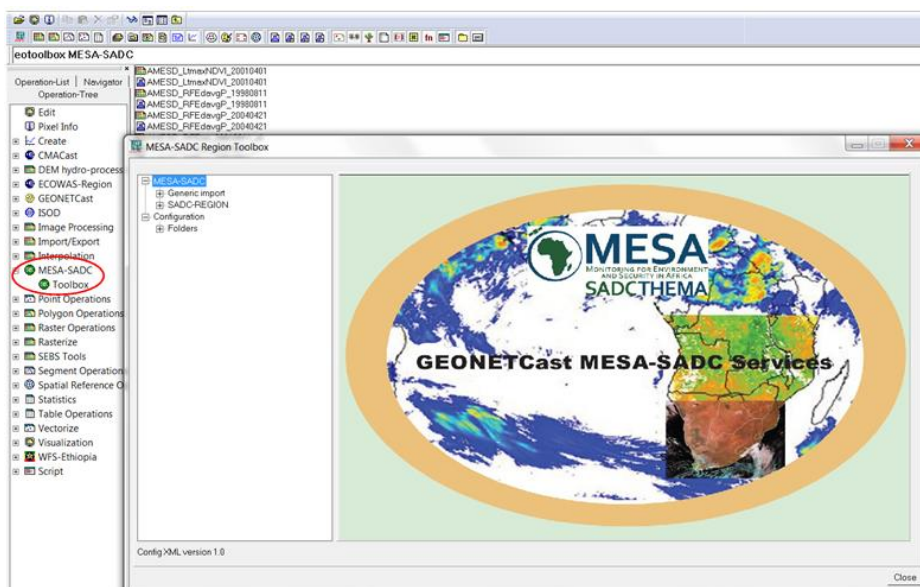 fn
eotoolbox MESA-SADC
Operation-List Navigator
Operation-Tree
Edit
Pixel Info
Create
CMACast
DEM hydro-process
ECOWAS-Region
GEONETCast
ISOD
Image Processing
Import/Export
Interpolation
MESA-SADC
Toolbox
Point Operations
Polygon Operations
Raster Operations
Rasterize
SEBS Tools
Segment Operation
Spatial Reference O
Statistics
Table Operations
Vectorize
Visualization
WFS-Ethiopia
Script
AMESD_LtmaxNDVI_20010401
AMESD_LtmaxNDVI_20010401
AMESD_RFEdavgP_19980811
AMESD_RFEdavgP_19980811
AMESD_RFEdavgP_20040421
AMESD_RFEdavgP_20040421
MESA-SADC Region Toolbox
MESA-SADC
Generic import
SADC-REGION
Configuration
Folders
MESA
MONITORING FOR ENVIRONMENT
AND SECURITY IN AFRICA
SADCTHEMA
GEONETCast MESA-SADC Services
Config XML version 1.0
Close